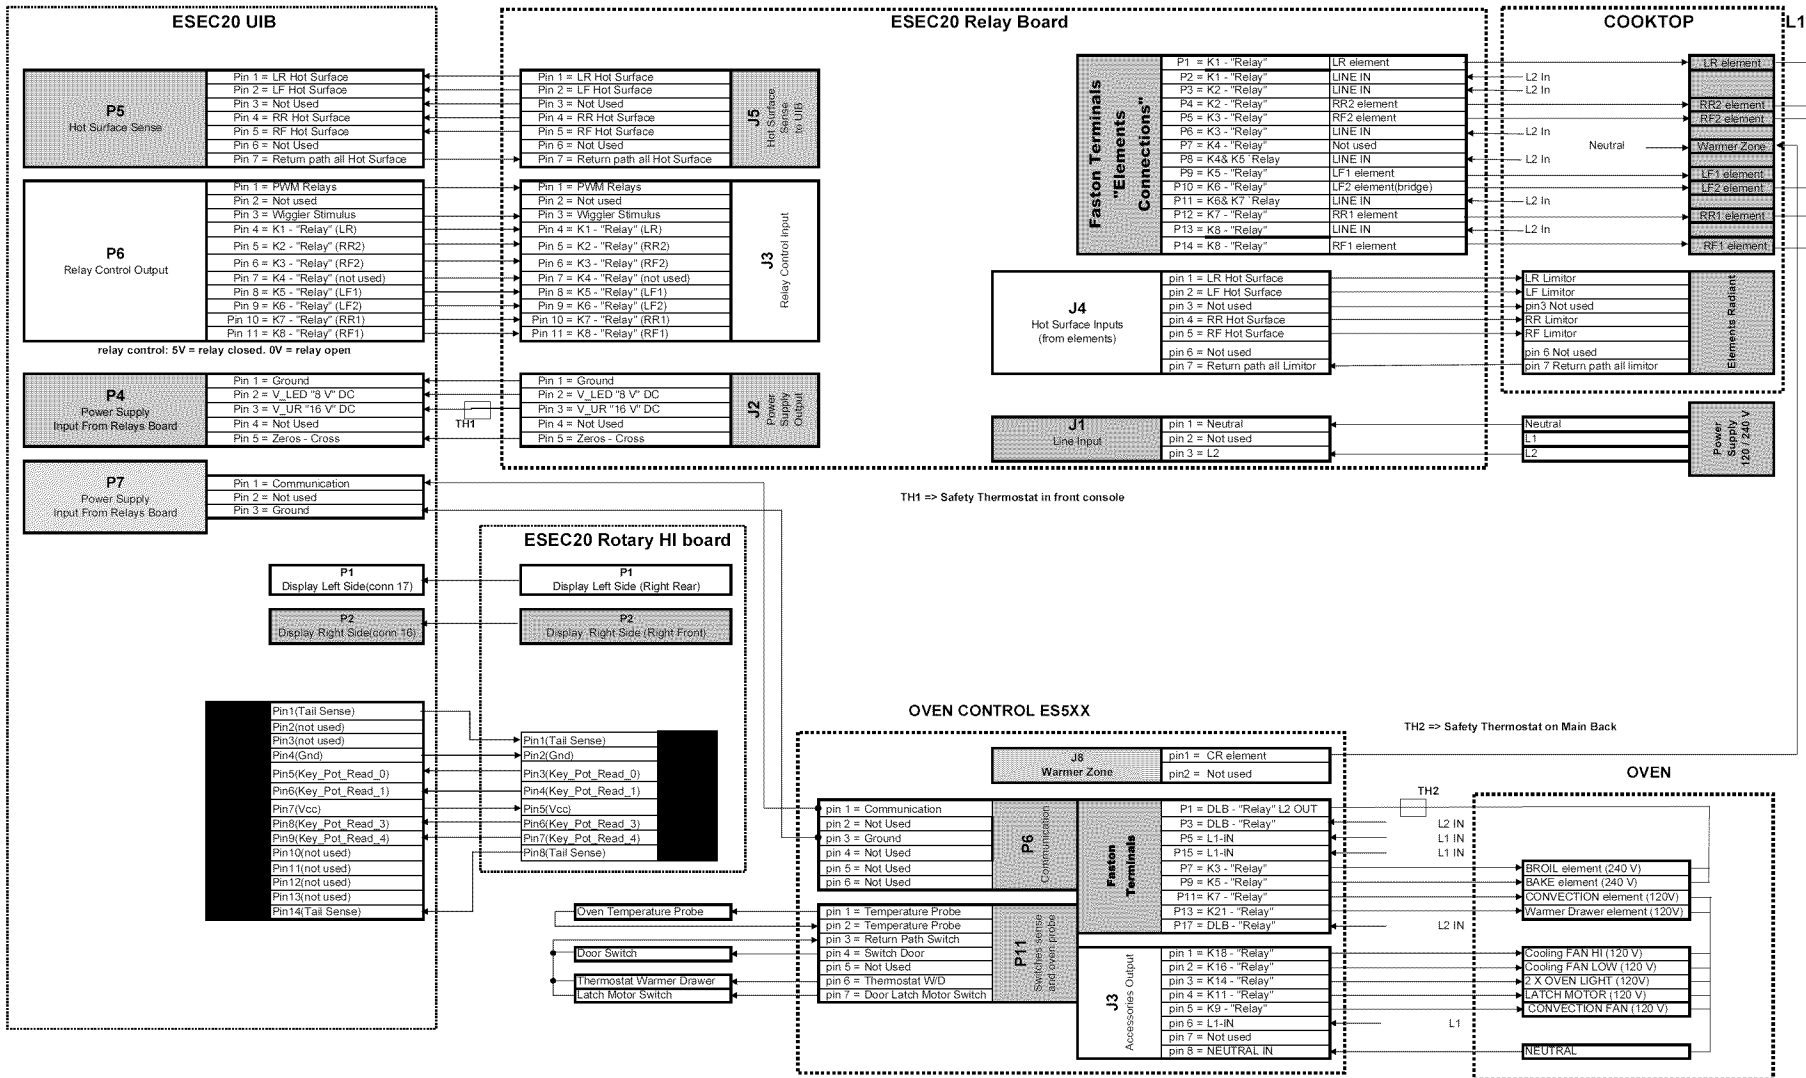 ESEC20 UIB
P5
Hot Surface Sense
Pin 1 = LR Hot Surface
Pin 2 = LF Hot Surface
Pin 3 = Not Used
Pin 4 = RR Hot Surface
Pin 5 = RF Hot Surface
Pin 6 = Not Used
Pin 7 = Return path all Hot Surface
P6
Relay Control Output
Pin 1 = PWM Relays
Pin 2 = Not used
Pin 3 = Wiggler Stimulus
Pin 4 = K1 - "Relay" (LR)
Pin 5 = K2 - "Relay" (RR2)
Pin 6 = K3 - "Relay" (RF2)
Pin 7 = K4 - "Relay" (not used)
Pin 8 = K5 - "Relay" (LF1)
Pin 9 = K6 - "Relay" (LF2)
Pin 10 = K7 - "Relay" (RR1)
Pin 11 = K8 - "Relay" (RF1)
relay control: 5V = relay closed. 0V = relay open
P4
Power Supply
Input From Relays Board
Pin 1 = Ground
Pin 2 = V_LED "8 V" DC
Pin 3 = V_UR "16 V" DC
Pin 4 = Not Used
Pin 5 = Zeros - Cross
TH1
P7
Power Supply
Input From Relays Board
Pin 1 = Communication
Pin 2 = Not used
Pin 3 = Ground
P1
Display Left Side(conn 17)
P2
Display Right Side(conn 16)
Pin1(Tail Sense)
Pin2(not used)
Pin3(not used)
Pin4(Gnd)
Pin5(Key_Pot_Read_0)
Pin6(Key_Pot_Read_1)
Pin7(Vcc)
Pin8(Key_Pot_Read_3)
Pin9(Key_Pot_Read_4)
Pin10(not used)
Pin11(not used)
Pin12(not used)
Pin13(not used)
Pin14(Tail Sense)
ESEC20 Relay Board
Pin 1 = LR Hot Surface
Pin 2 = LF Hot Surface
Pin 3 = Not Used
Pin 4 = RR Hot Surface
Pin 5 = RF Hot Surface
Pin 6 = Not Used
Pin 7 = Return path all Hot Surface
J5
Hot Surface
Sense
to UIB
Pin 1 = PWM Relays
Pin 2 = Not used
Pin 3 = Wiggler Stimulus
Pin 4 = K1 - "Relay" (LR)
Pin 5 = K2 - "Relay" (RR2)
Pin 6 = K3 - "Relay" (RF2)
Pin 7 = K4 - "Relay" (not used)
Pin 8 = K5 - "Relay" (LF1)
Pin 9 = K6 - "Relay" (LF2)
Pin 10 = K7 - "Relay" (RR1)
Pin 11 = K8 - "Relay" (RF1)
J3
Relay Control Input
Pin 1 = Ground
Pin 2 = V_LED "8 V" DC
Pin 3 = V_UR "16 V" DC
Pin 4 = Not Used
Pin 5 = Zeros - Cross
J2
Power
Supply
Output
Faston Terminals
"Elements
Connections"
P1 = K1 - "Relay" LR element
P2 = K1 - "Relay" LINE IN
P3 = K2 - "Relay" LINE IN
P4 = K2 - "Relay" RR2 element
P5 = K3 - "Relay" RF2 element
P6 = K3 - "Relay" LINE IN
P7 = K4 - "Relay" Not used
P8 = K4& K5 `Relay LINE IN
P9 = K5 - "Relay" LF1 element
P10 = K6 - "Relay" LF2 element(bridge)
P11 = K6& K7 `Relay LINE IN
P12 = K7 - "Relay" RR1 element
P13 = K8 - "Relay" LINE IN
P14 = K8 - "Relay" RF1 element
L2 In
L2 In
L2 In
L2 In
L2 In
L2 In
Neutral
J4
Hot Surface Inputs
(from elements)
pin 1 = LR Hot Surface
pin 2 = LF Hot Surface
pin 3 = Not used
pin 4 = RR Hot Surface
pin 5 = RF Hot Surface
pin 6 = Not used
pin 7 = Return path all Limitor
J1
Line Input
pin 1 = Neutral
pin 2 = Not used
pin 3 = L2
COOKTOP
L1
LR element
RR2 element
RF2 element
Warmer Zone
LF1 element
LF2 element
RR1 element
RF1 element
LR Limitor
LF Limitor
pin3 Not used
RR Limitor
RF Limitor
pin 6 Not used
pin 7 Return path all limitor
Elements Radiant
Neutral
L1
L2
Power
Supply
120 / 240 V
TH1 => Safety Thermostat in front console
ESEC20 Rotary HI board
P1
Display Left Side (Right Rear)
P2
Display Right Side (Right Front)
Pin1(Tail Sense)
Pin2(Gnd)
Pin3(Key_Pot_Read_0)
Pin4(Key_Pot_Read_1)
Pin5(Vcc)
Pin6(Key_Pot_Read_3)
Pin7(Key_Pot_Read_4)
Pin8(Tail Sense)
OVEN CONTROL ES5XX
TH2 => Safety Thermostat on Main Back
J8
Warmer Zone
pin1 = CR element
pin2 = Not used
pin 1 = Communication
pin 2 = Not Used
pin 3 = Ground
pin 4 = Not Used
pin 5 = Not Used
pin 6 = Not Used
P6
Communication
Faston
Terminals
P1 = DLB - "Relay" L2 OUT
P3 = DLB - "Relay"
P5 = L1-IN
P15 = L1-IN
P7 = K3 - "Relay"
P9 = K5 - "Relay"
P11= K7 - "Relay"
P13 = K21 - "Relay"
P17 = DLB - "Relay"
TH2
L2 IN
L1 IN
L1 IN
L2 IN
Oven Temperature Probe
Door Switch
Thermostat Warmer Drawer
Latch Motor Switch
pin 1 = Temperature Probe
pin 2 = Temperature Probe
pin 3 = Return Path Switch
pin 4 = Switch Door
pin 5 = Not Used
pin 6 = Thermostat W/D
pin 7 = Door Latch Motor Switch
P11
Switches sense
and oven probe
J3
Accessories Output
pin 1 = K18 - "Relay"
pin 2 = K16 - "Relay"
pin 3 = K14 - "Relay"
pin 4 = K11 - "Relay"
pin 5 = K9 - "Relay"
pin 6 = L1-IN
pin 7 = Not used
pin 8 = NEUTRAL IN
L1
OVEN
BROIL element (240 V)
BAKE element (240 V)
CONVECTION element (120V)
Warmer Drawer element (120V)
Cooling FAN HI (120 V)
Cooling FAN LOW (120 V)
2 X OVEN LIGHT (120V)
LATCH MOTOR (120 V)
CONVECTION FAN (120 V)
NEUTRAL